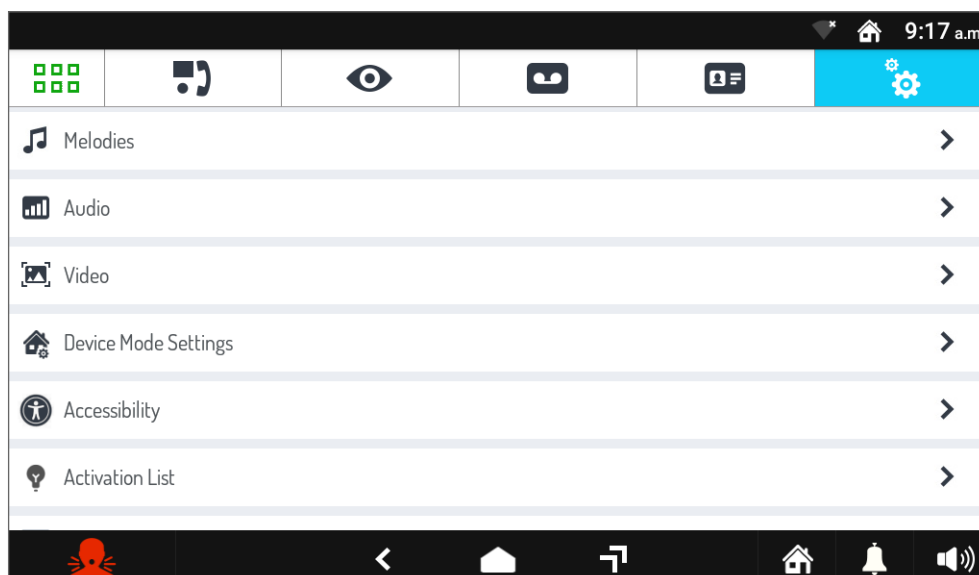 9:17 a.m
Melodies
Audio
Video
Device Mode Settings
Accessibility
Activation List